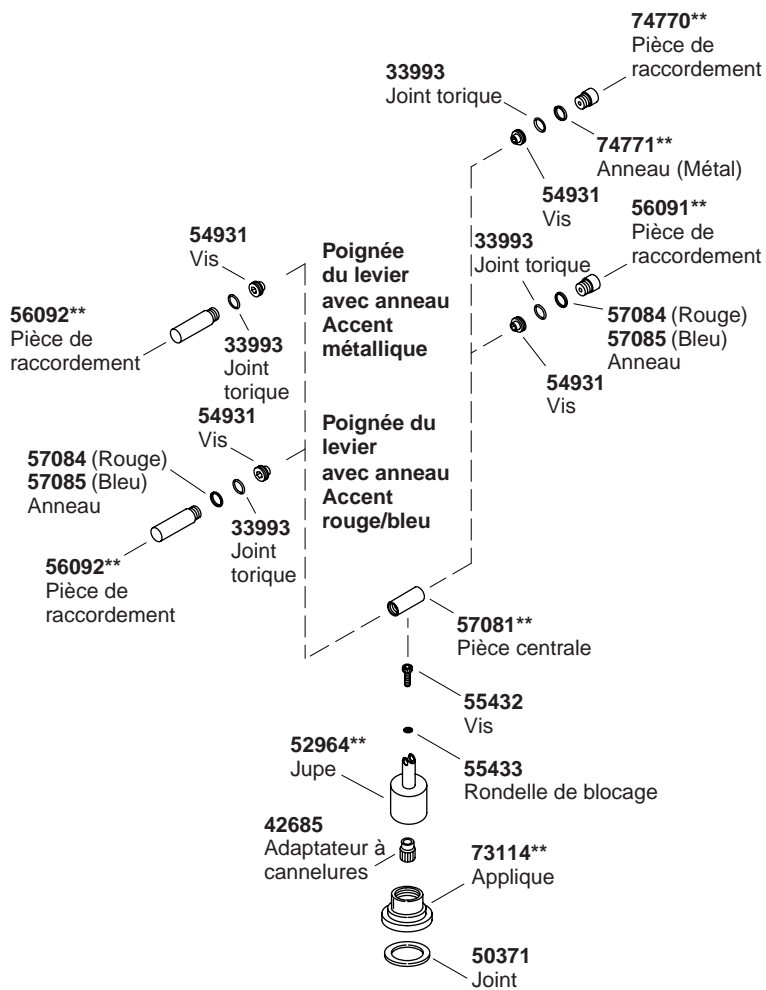 74770**
Pièce de
raccordement
33993
Joint torique
74771**
Anneau (Métal)
54931
Vis
56091**
Pièce de
raccordement
33993
Joint torique
57084 (Rouge)
57085 (Bleu)
Anneau
54931
Vis
54931
Vis
Poignée
du levier
avec anneau
Accent
métallique
56092**
Pièce de
raccordement
33993
Joint
torique
54931
Vis
Poignée du
levier
avec anneau
Accent
rouge/bleu
57084 (Rouge)
57085 (Bleu)
Anneau
33993
Joint
torique
56092**
Pièce de
raccordement
57081**
Pièce centrale
55432
Vis
52964**
Jupe
55433
Rondelle de blocage
42685
Adaptateur à
cannelures
73114**
Applique
50371
Joint